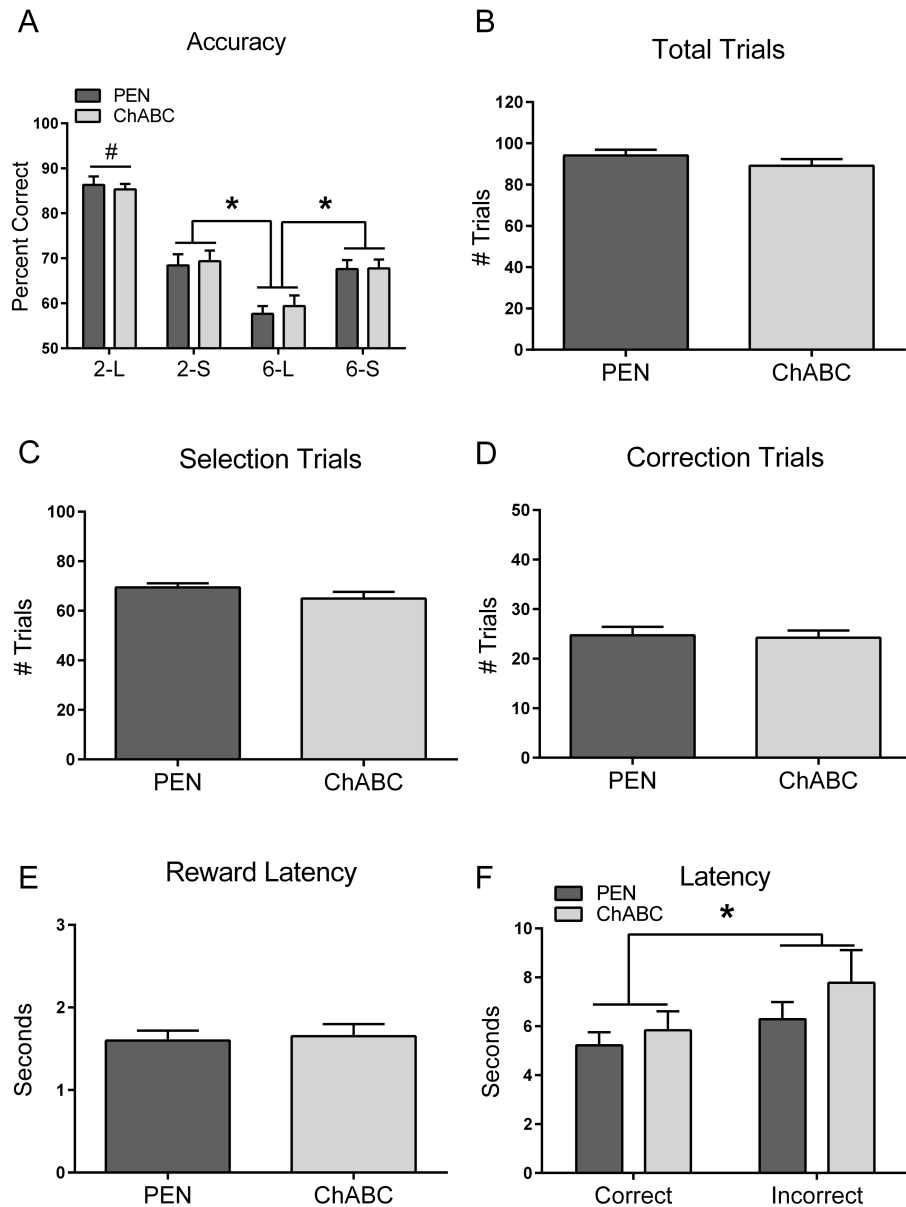 A
Accuracy
PEN
ChABC
Percent Correct
100
90
80
70
60
50
#
*
*
2-L 2-S 6-L 6-S
B
Total Trials
# Trials
120
100
80
60
40
20
0
PEN ChABC
C
Selection Trials
# Trials
100
80
60
40
20
0
PEN ChABC
D
Correction Trials
# Trials
50
40
30
20
10
0
PEN ChABC
E
Reward Latency
Seconds
3
2
1
0
PEN ChABC
F
Latency
PEN
ChABC
*
Seconds
10
8
6
4
2
0
Correct Incorrect